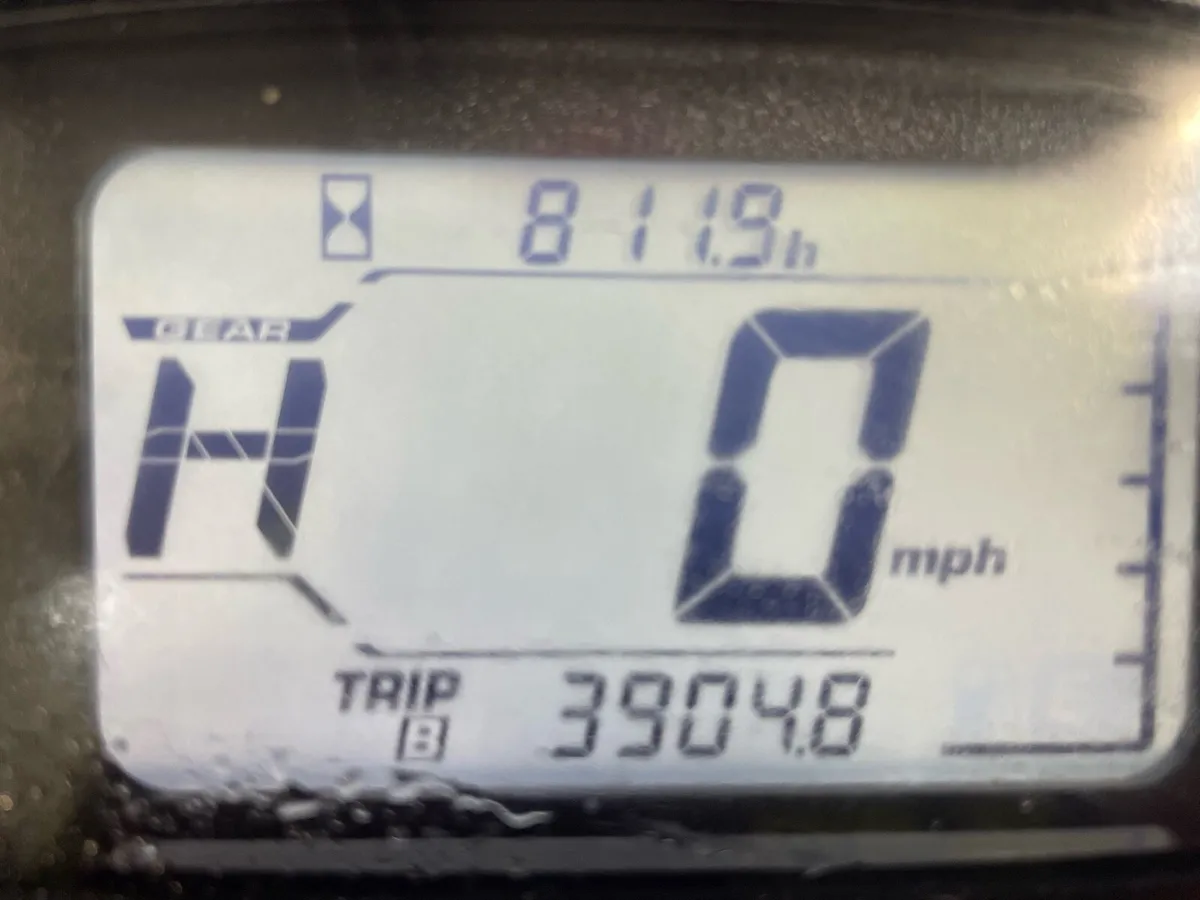 811.9h
GEAR
H
0 mph
TRIP
B
3904.8